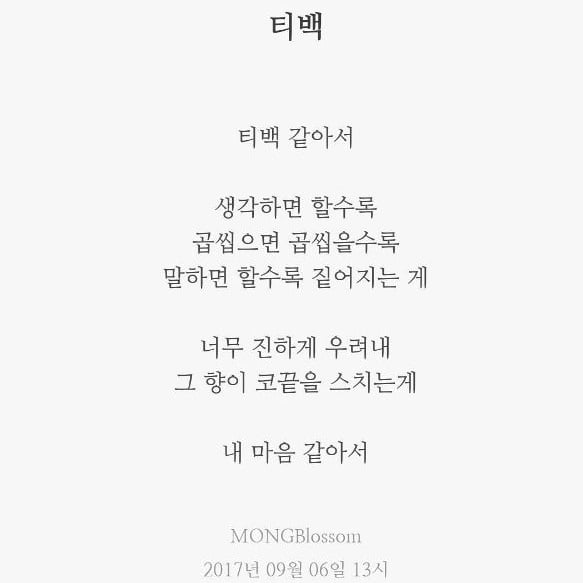 티백
티백 같아서
생각하면 할수록
곱씹으면 곱씹을수록
말하면 할수록 짙어지는 게
너무 진하게 우려내
그 향이 코끝을 스치는게
내 마음 같아서
MONGBlossom
2017년 09월 06일 13시